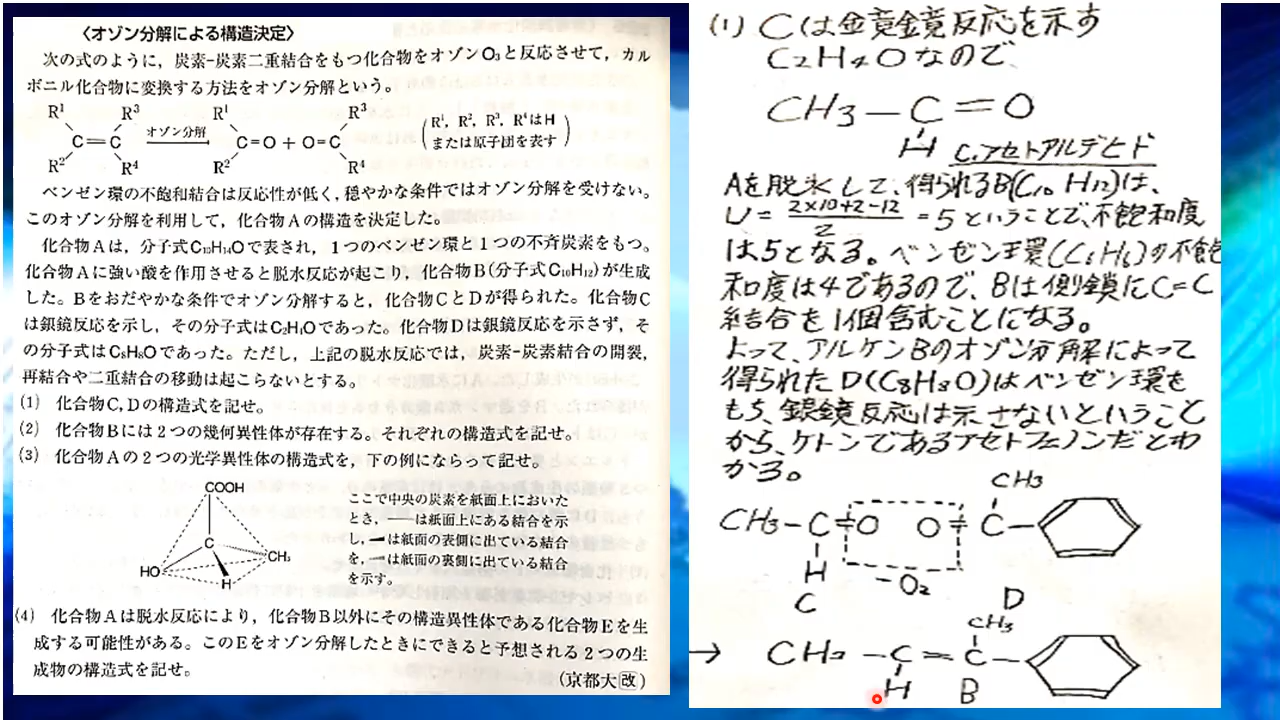 〈オゾン分解による構造決定〉
次の式のように，炭素-炭素二重結合をもつ化合物をオゾンO₃と反応させて，カル
ボニル化合物に変換する方法をオゾン分解という。
R¹ R³ R¹ R³
C=C オゾン分解 C=O + O=C
R² R⁴ R² R⁴
R¹, R², R³, R⁴はH
または原子団を表す
ベンゼン環の不飽和結合は反応性が低く，穏やかな条件ではオゾン分解を受けない。
このオゾン分解を利用して，化合物Aの構造を決定した。
化合物Aは，分子式C₁₀H₁₄Oで表され，1つのベンゼン環と1つの不斉炭素をもつ。
化合物Aに強い酸を作用させると脱水反応が起こり，化合物B(分子式C₁₀H₁₂)が生成
した。Bをおだやかな条件でオゾン分解すると，化合物CとDが得られた。化合物C
は銀鏡反応を示し，その分子式はC₂H₄Oであった。化合物Dは銀鏡反応を示さず，そ
の分子式はC₈H₈Oであった。ただし，上記の脱水反応では，炭素-炭素結合の開裂，
再結合や二重結合の移動は起こらないとする。
(1) 化合物C, Dの構造式を記せ。
(2) 化合物Bには2つの幾何異性体が存在する。それぞれの構造式を記せ。
(3) 化合物Aの2つの光学異性体の構造式を，下の例にならって記せ。
COOH
C
HO
CH₃
H
ここで中央の炭素を紙面上においた
とき，──は紙面上にある結合を示
し，は紙面の表側に出ている結合
を，は紙面の裏側に出ている結合
を示す。
(4) 化合物Aは脱水反応により，化合物B以外にその構造異性体である化合物Eを生
成する可能性がある。このEをオゾン分解したときにできると予想される2つの生
成物の構造式を記せ。
(京都大改)
(1) Cは 鏡反応を示す
C₂H₄Oなので、
CH₃－C＝O
H
C. アセトアルデヒド
Aを脱水して、得られるB(C₁₀H₁₂)は、
U = (2×10+2-12)/2 = 5ということで、不飽和度
は5となる。ベンゼン環(C₆H₆)の不飽
和度は4であるので、Bは側鎖にC=C
結合を1個含むことになる。
よって、アルケンBのオゾン分解によって
得られたD(C₈H₈O)はベンゼン環を
もち、銀鏡反応は示さないということ
から、ケトンであるアセトフェノンだとわ
かる。
CH₃
CH₃－C＝O O＝C－
H
-O₂
C D
CH₃
→ CH₃－C＝C－
H B